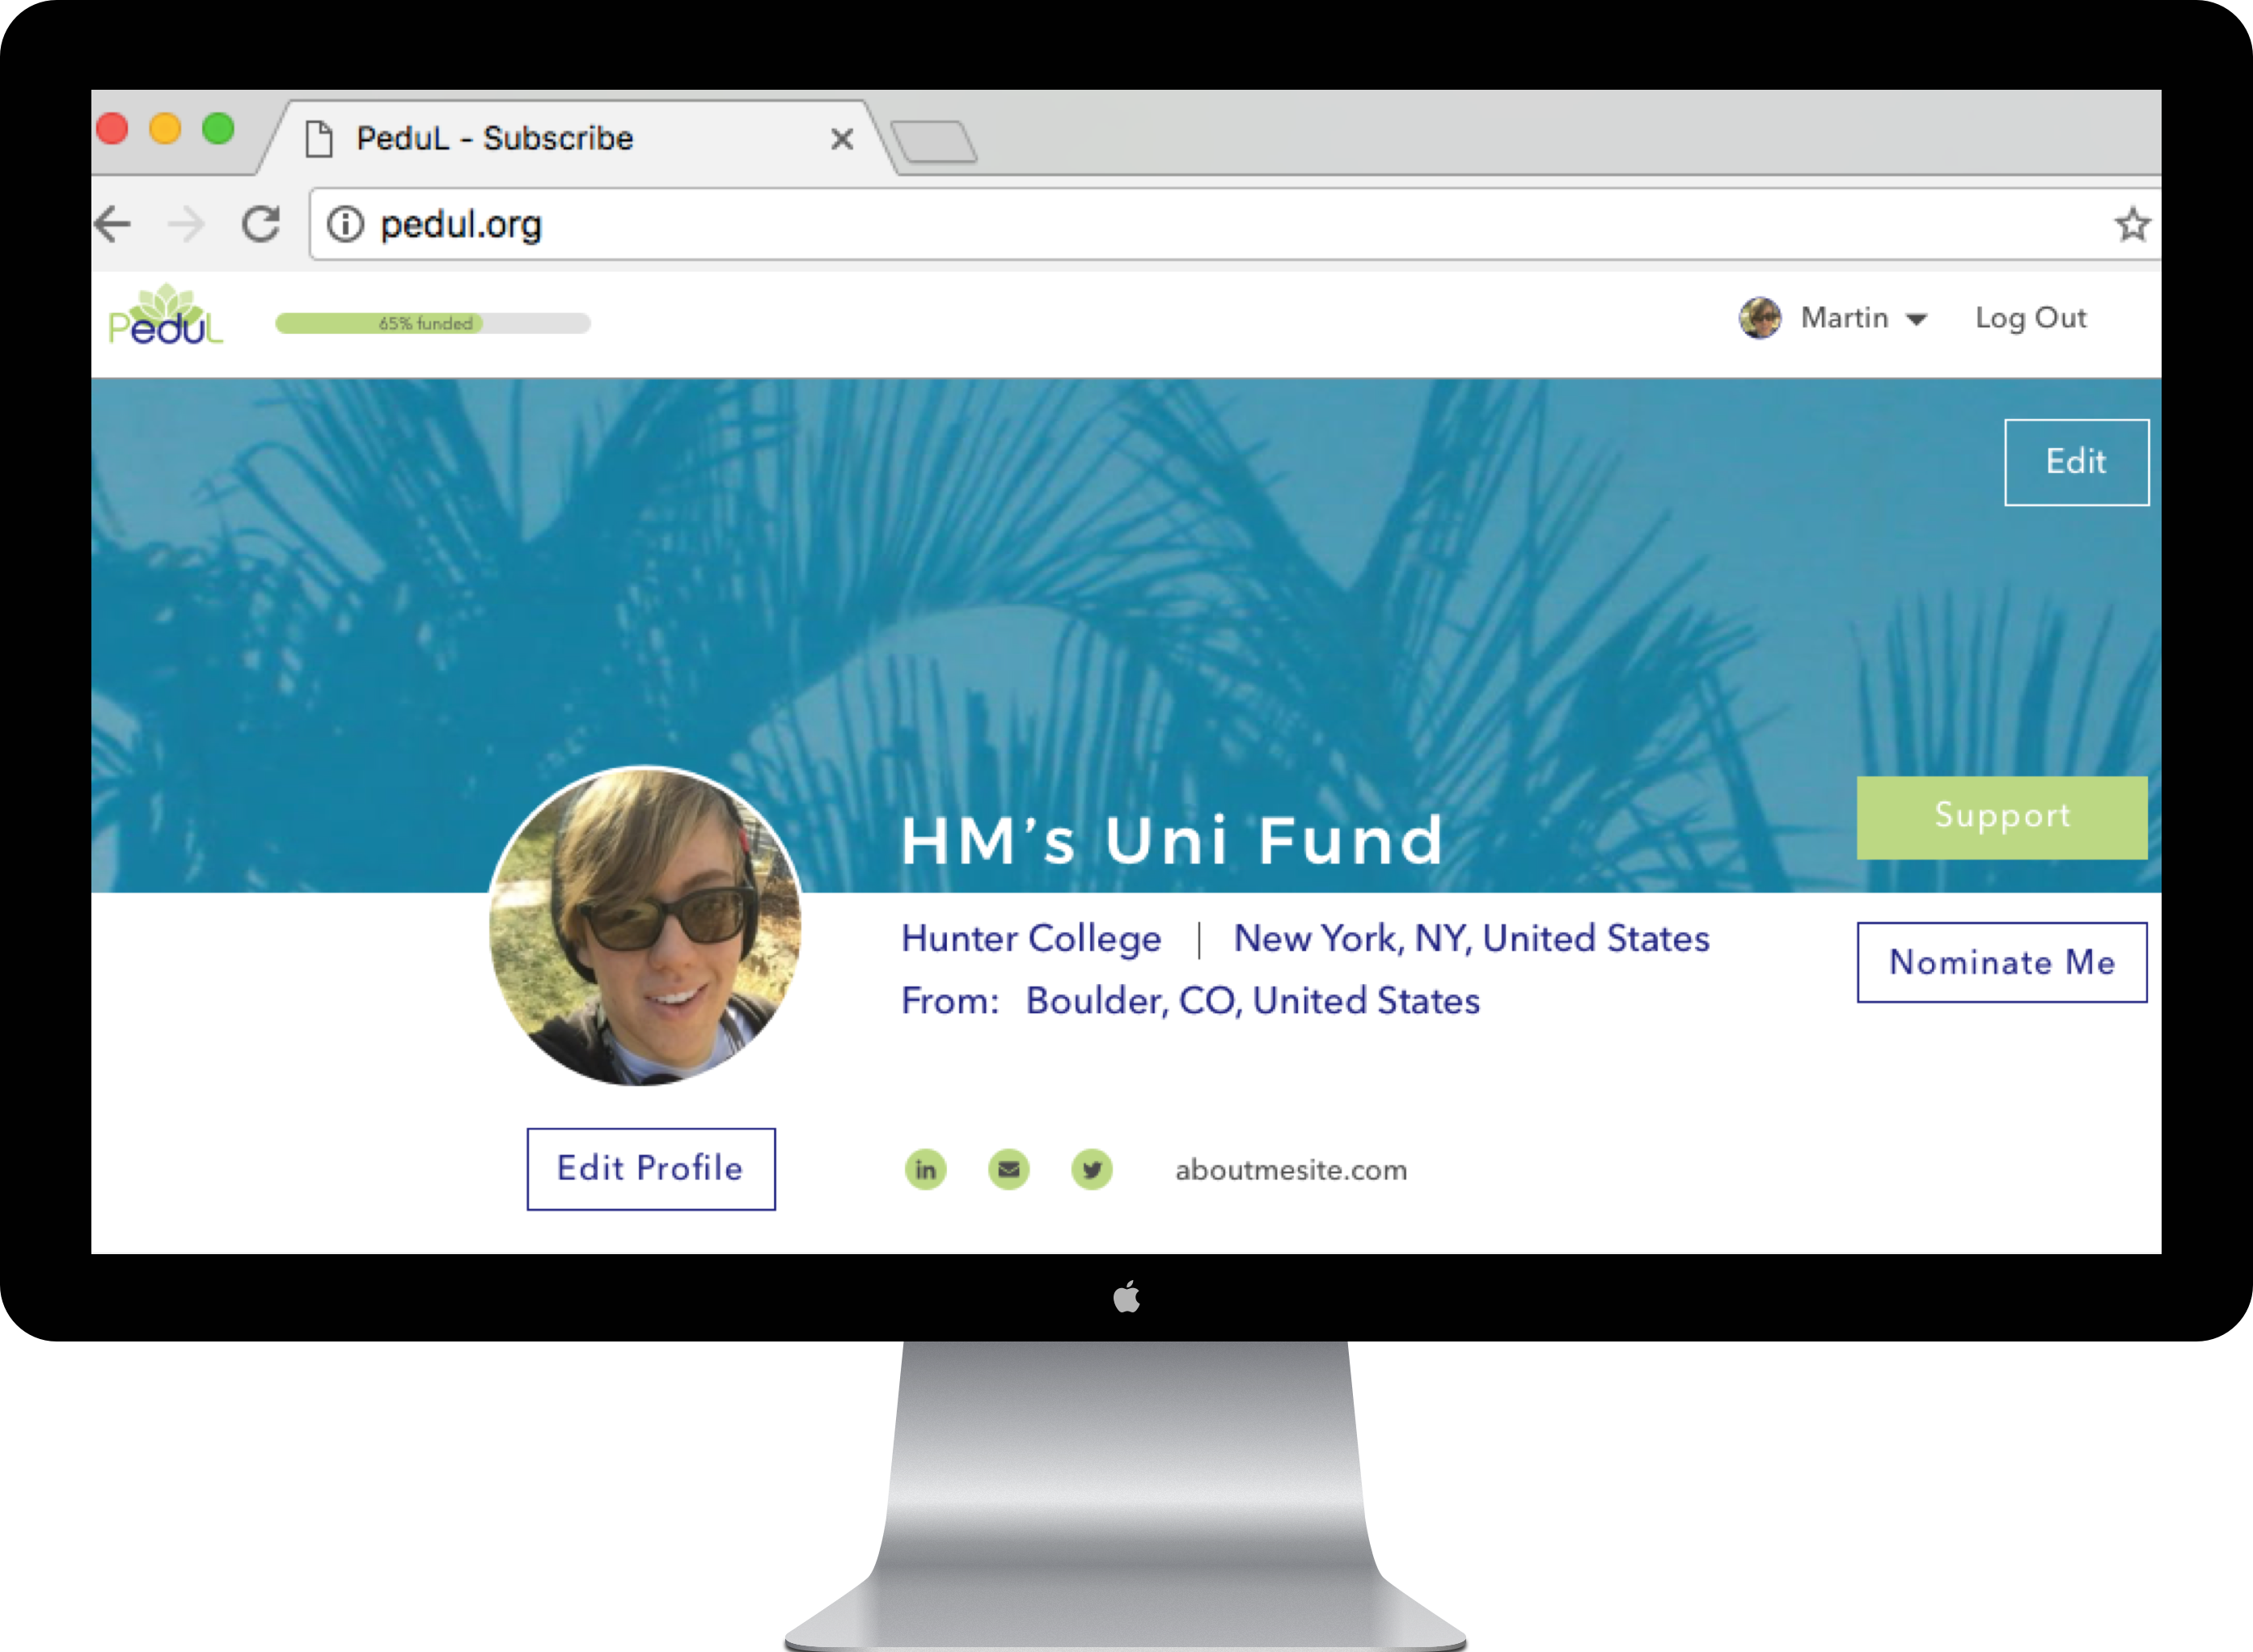 PeduL - Subscribe
pedul.org
PeduL
65% funded
Martin
Log Out
Edit
HM's Uni Fund
Support
Hunter College | New York, NY, United States
Nominate Me
From: Boulder, CO, United States
Edit Profile
in
aboutmesite.com